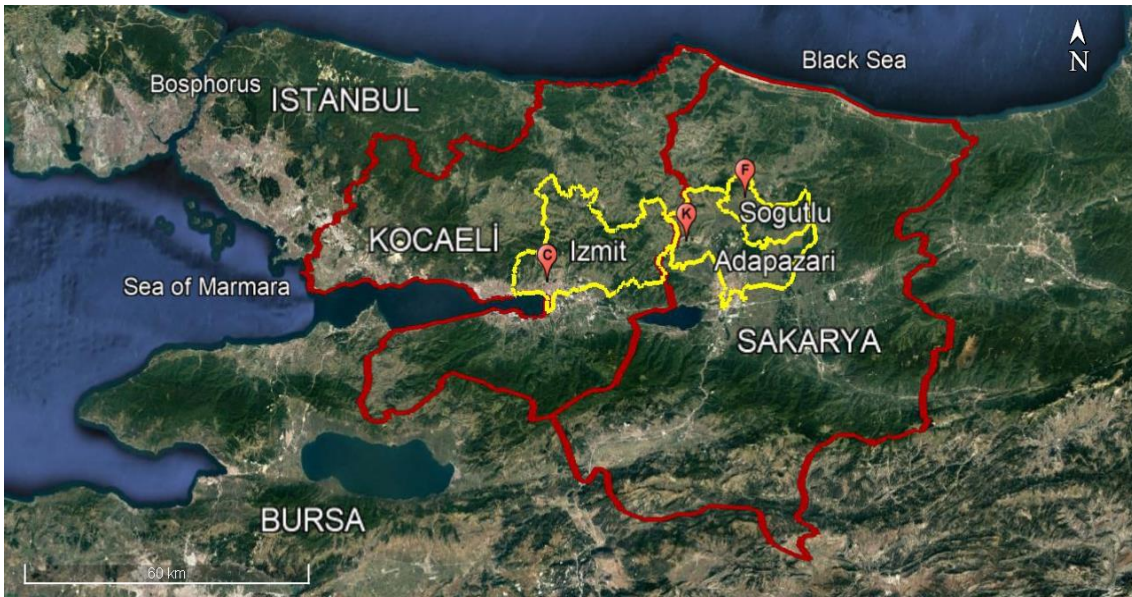 Black Sea
N
Bosphorus
ISTANBUL
F
Sogutlu
K
KOCAELİ
Izmit
C
Adapazari
Sea of Marmara
SAKARYA
BURSA
60 km